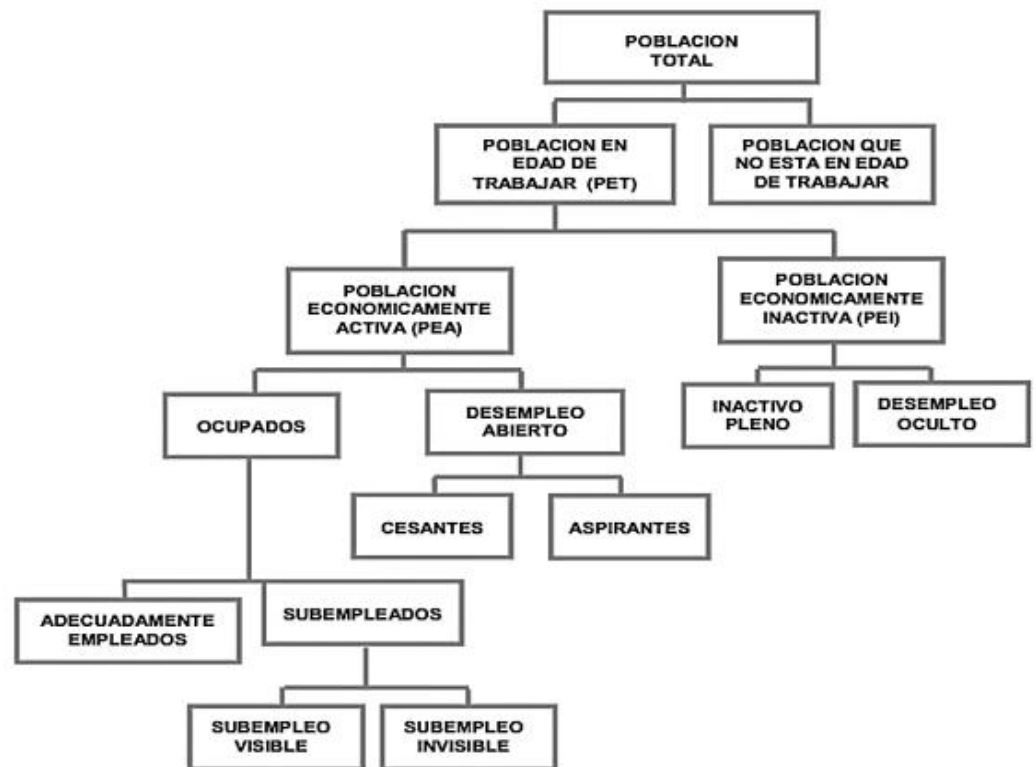 POBLACION
TOTAL
POBLACION EN
EDAD DE
TRABAJAR (PET)
POBLACION QUE
NO ESTA EN EDAD
DE TRABAJAR
POBLACION
ECONOMICAMENTE
ACTIVA (PEA)
POBLACION
ECONOMICAMENTE
INACTIVA (PEI)
OCUPADOS
DESEMPLEO
ABIERTO
INACTIVO
PLENO
DESEMPLEO
OCULTO
CESANTES
ASPIRANTES
ADECUADAMENTE
EMPLEADOS
SUBEMPLEADOS
SUBEMPLEO
VISIBLE
SUBEMPLEO
INVISIBLE